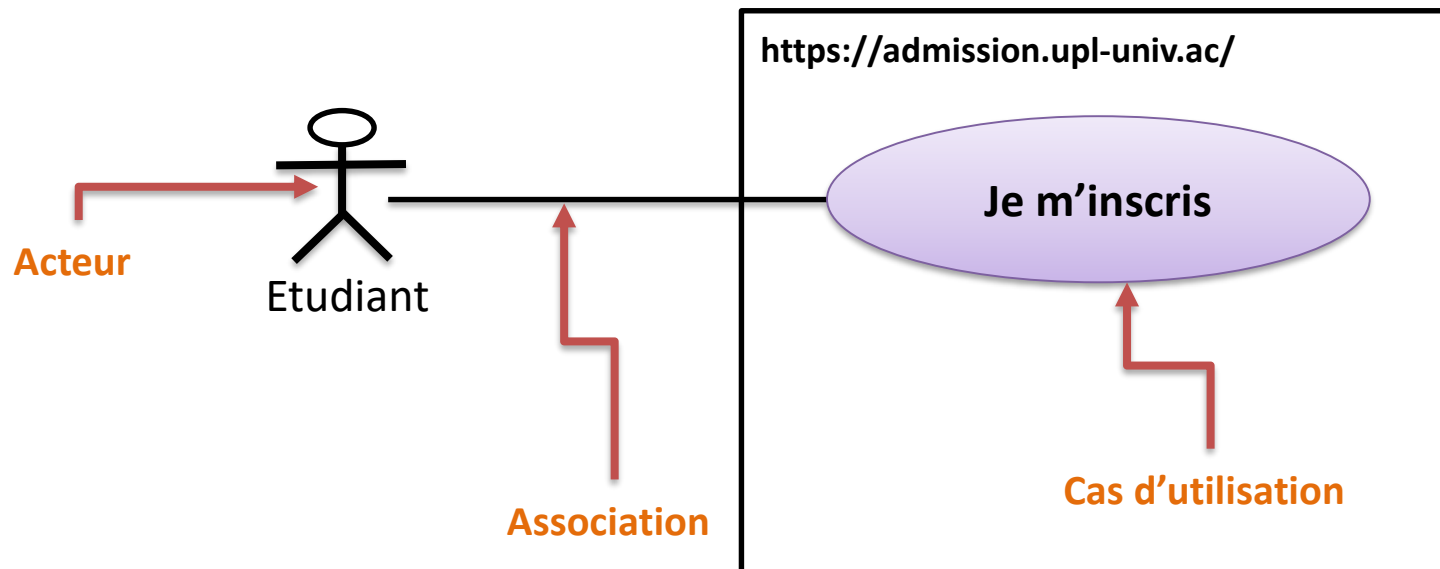 https://admission.upl-univ.ac/
Je m’inscris
Acteur
Etudiant
Association
Cas d’utilisation